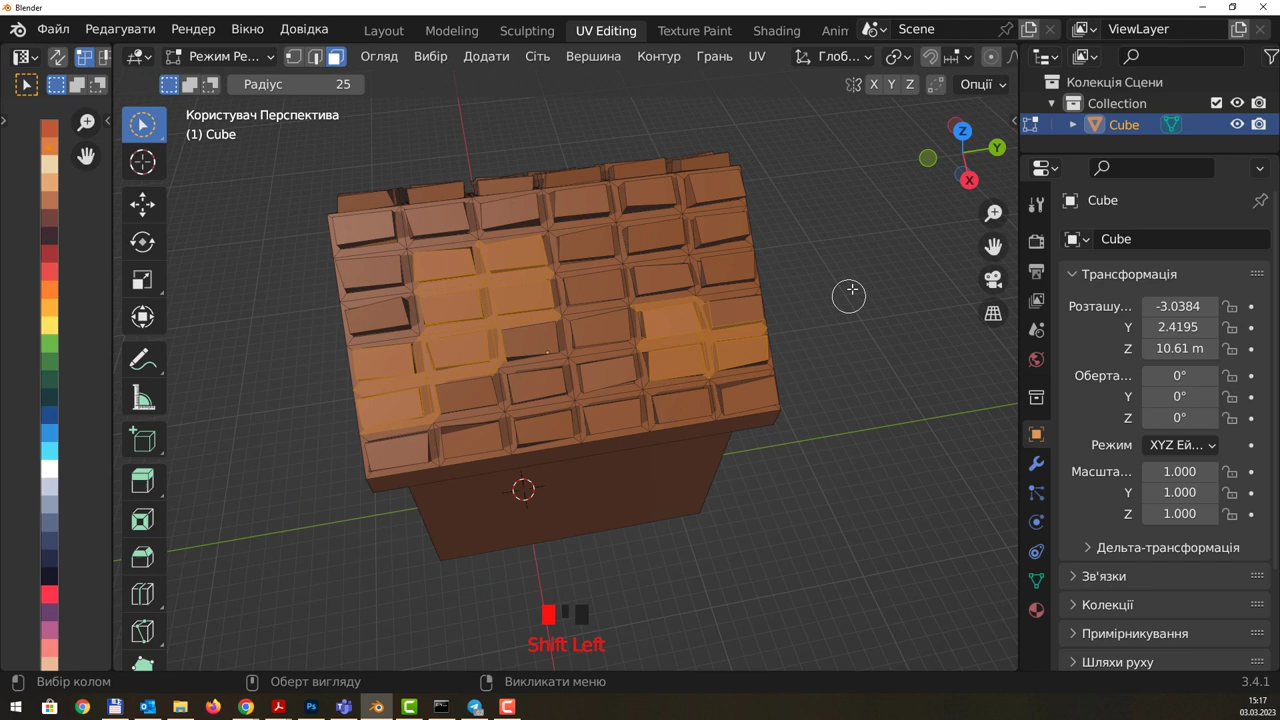 Blender
Файл Редагувати Рендер Вікно Довідка Layout Modeling Sculpting UV Editing Texture Paint Shading Anim Scene ViewLayer
Режим Ре... Огляд Вибір Додати Сіть Вершина Контур Грань UV Глоб...
Радіус 25 X Y Z Опції
Колекція Сцени
Collection
Cube
Користувач Перспектива
(1) Cube
Z
Y
X
Cube
Cube
Трансформація
Розташу... -3.0384
Y 2.4195
Z 10.61 m
Оберта... 0°
Y 0°
Z 0°
Режим XYZ Ей...
Масшта... 1.000
Y 1.000
Z 1.000
Дельта-трансформація
Зв'язки
Колекції
Примірникування
Шляхи руху
Shift Left
Вибір колом Оберт вигляду Викликати меню 3.4.1
15:17
03.03.2023